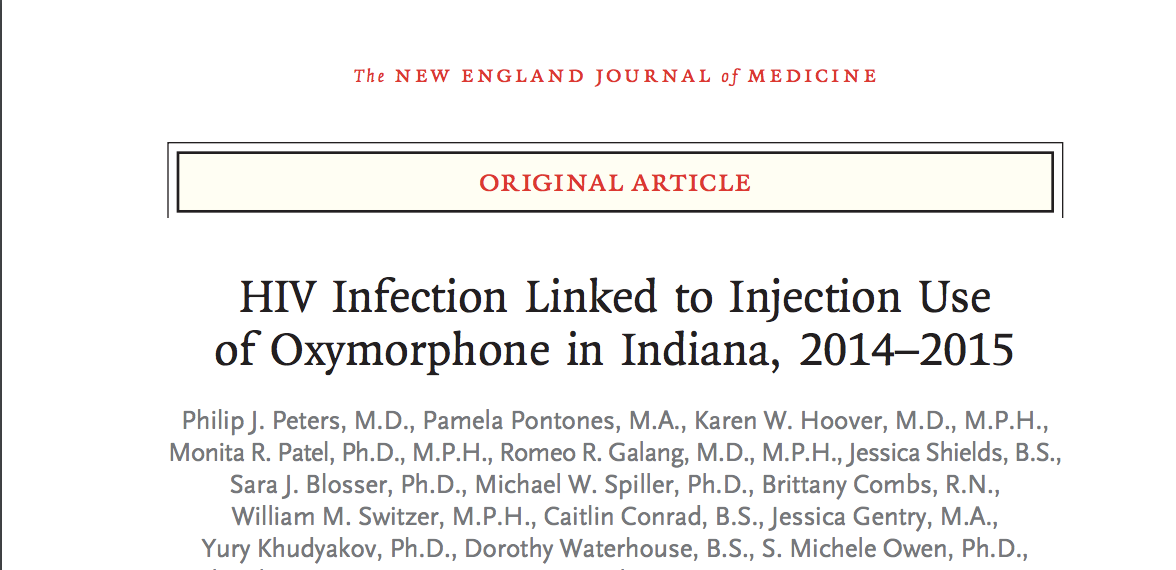 The NEW ENGLAND JOURNAL of MEDICINE
ORIGINAL ARTICLE
HIV Infection Linked to Injection Use
of Oxymorphone in Indiana, 2014–2015
Philip J. Peters, M.D., Pamela Pontones, M.A., Karen W. Hoover, M.D., M.P.H.,
Monita R. Patel, Ph.D., M.P.H., Romeo R. Galang, M.D., M.P.H., Jessica Shields, B.S.,
Sara J. Blosser, Ph.D., Michael W. Spiller, Ph.D., Brittany Combs, R.N.,
William M. Switzer, M.P.H., Caitlin Conrad, B.S., Jessica Gentry, M.A.,
Yury Khudyakov, Ph.D., Dorothy Waterhouse, B.S., S. Michele Owen, Ph.D.,